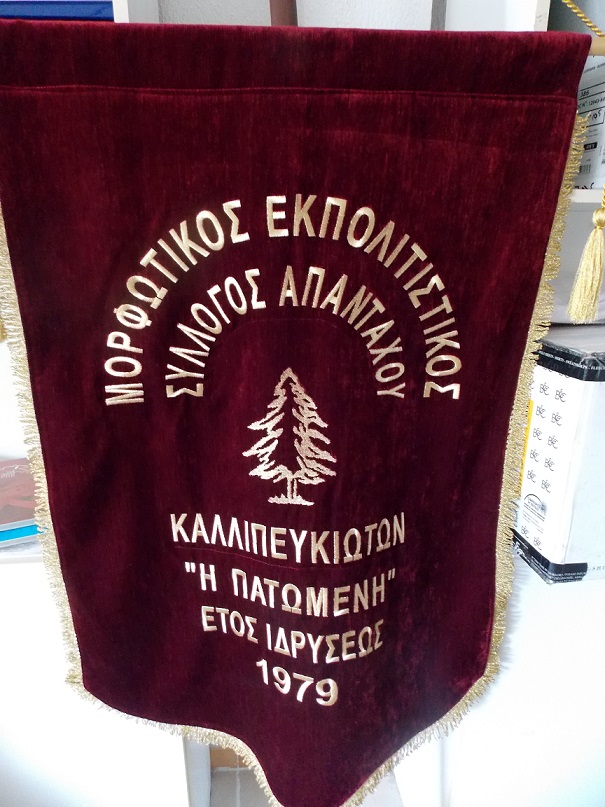 ΜΟΡΦΩΤΙΚΟΣ ΕΚΠΟΛΙΤΙΣΤΙΚΟΣ
ΣΥΛΛΟΓΟΣ ΑΠΑΝΤΑΧΟΥ
ΚΑΛΛΙΠΕΥΚΙΩΤΩΝ
"Η ΠΑΤΩΜΕΝΗ"
ΕΤΟΣ ΙΔΡΥΣΕΩΣ
1979